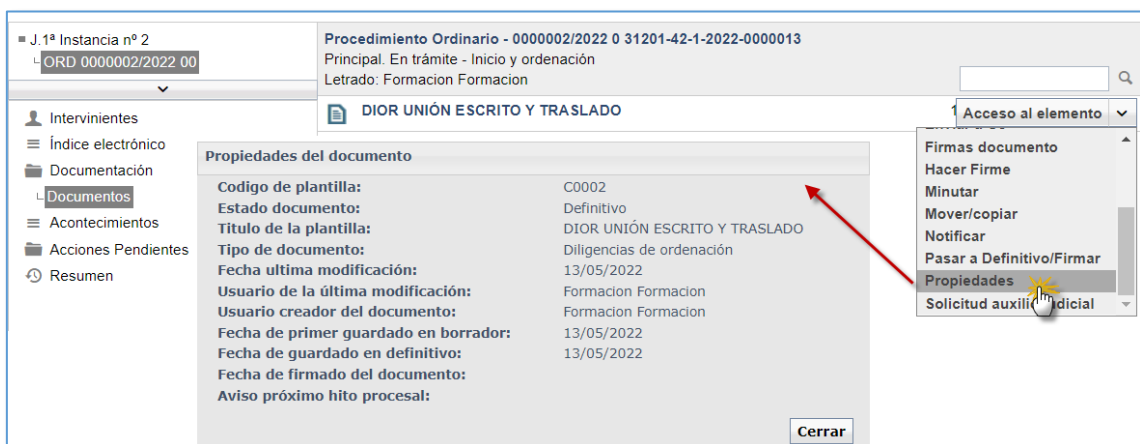 J.1ª Instancia nº 2
ORD 0000002/2022 00
Procedimiento Ordinario - 0000002/2022 0 31201-42-1-2022-0000013
Principal. En trámite - Inicio y ordenación
Letrado: Formacion Formacion
DIOR UNIÓN ESCRITO Y TRASLADO
Acceso al elemento
Intervinientes
Índice electrónico
Documentación
Documentos
Acontecimientos
Acciones Pendientes
Resumen
Propiedades del documento
Codigo de plantilla: C0002
Estado documento: Definitivo
Titulo de la plantilla: DIOR UNIÓN ESCRITO Y TRASLADO
Tipo de documento: Diligencias de ordenación
Fecha ultima modificación: 13/05/2022
Usuario de la última modificación: Formacion Formacion
Usuario creador del documento: Formacion Formacion
Fecha de primer guardado en borrador: 13/05/2022
Fecha de guardado en definitivo: 13/05/2022
Fecha de firmado del documento:
Aviso próximo hito procesal:
Cerrar
Firmas documento
Hacer Firme
Minutar
Mover/copiar
Notificar
Pasar a Definitivo/Firmar
Propiedades
Solicitud